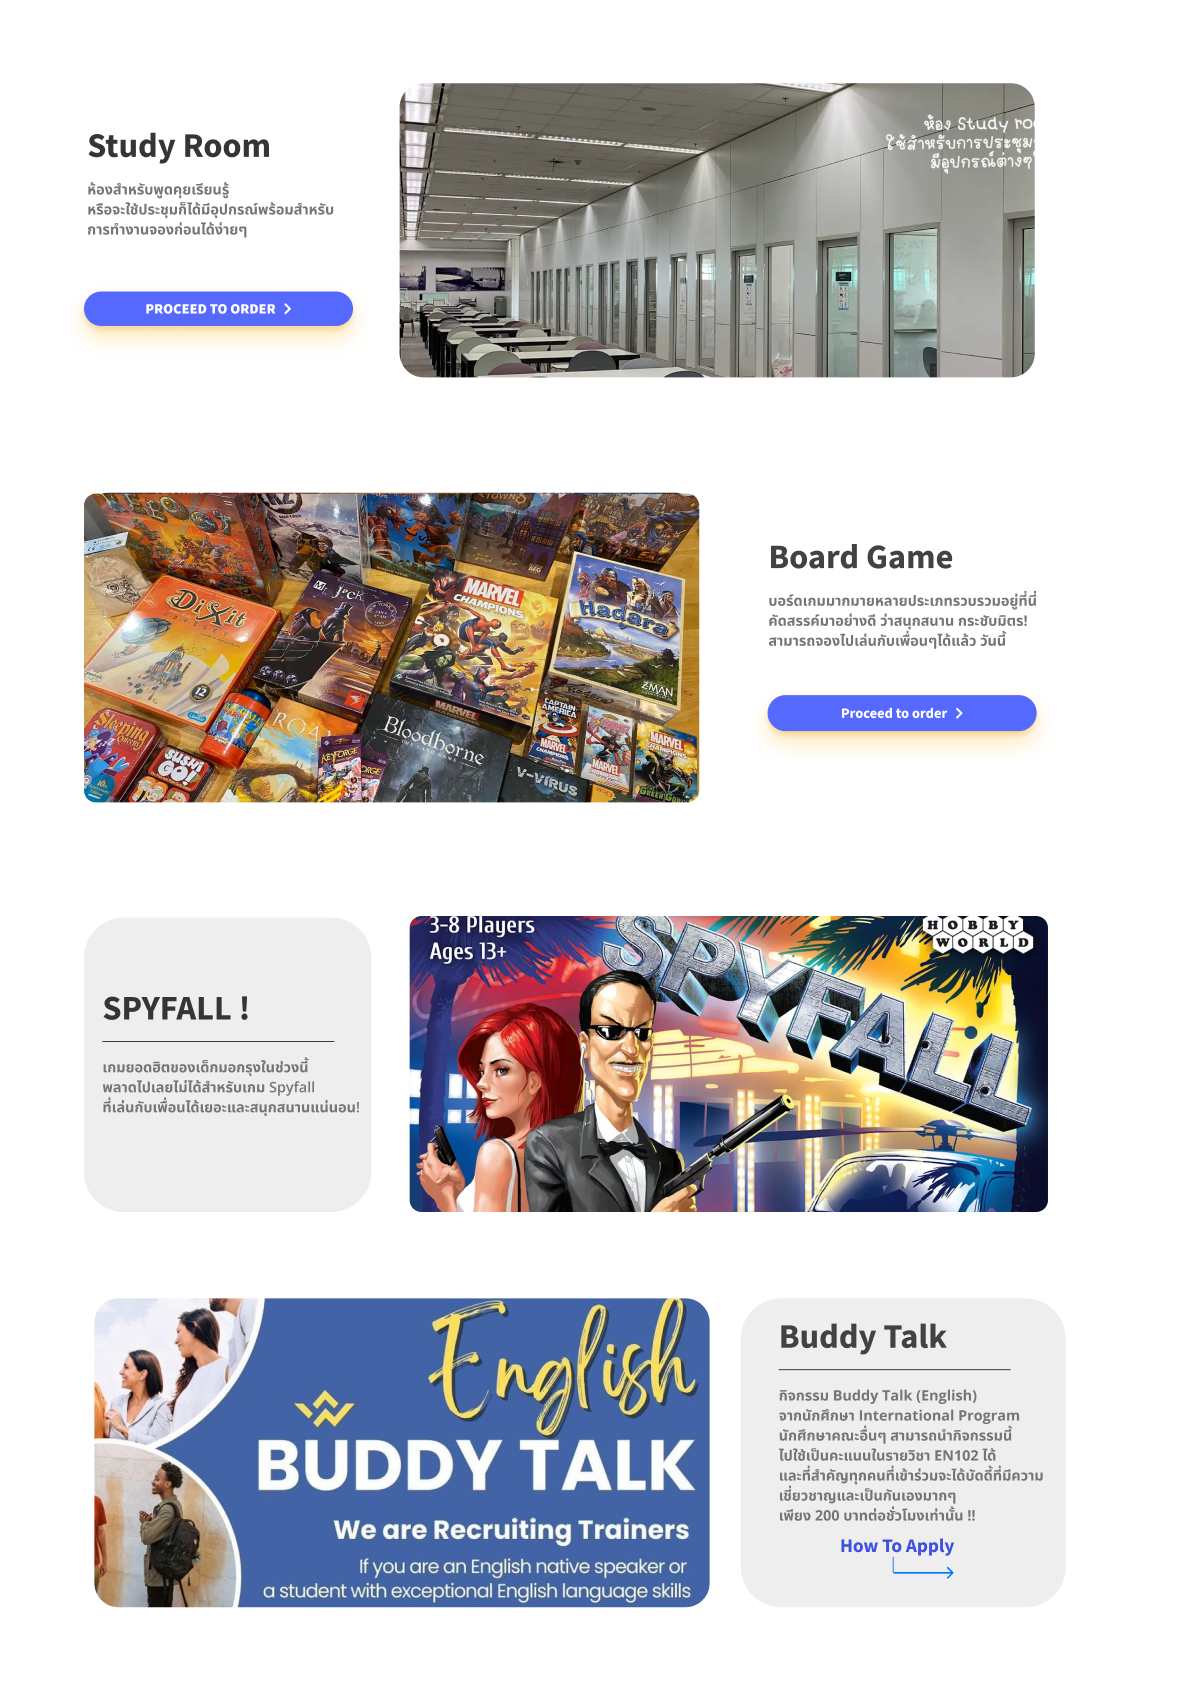 Study Room
ห้องสำหรับพูดคุยเรียนรู้
หรือจะใช้ประชุมก็ได้มีอุปกรณ์พร้อมสำหรับ
การทำงานจองก่อนได้ง่ายๆ
PROCEED TO ORDER
ห้อง Study
ใช้สำหรับการประชุม
มีอุปกรณ์ต่างๆ
Dixit
ODYSSEY
12
Mr. Jack
MARVEL
CHAMPIONS
Hadara
Z-MAN
AEG
Sleeping
Queens
SUSHI
GO!
ROAR
KEYFORGE
Bloodborne
MARVEL
CAPTAIN
AMERICA
MARVEL
CHAMPIONS
MARVEL
CHAMPIONS
MARVEL
CHAMPIONS
GREEN GOBLIN
V-VIRUS
Board Game
บอร์ดเกมมากมายหลายประเภทรวบรวมอยู่ที่นี่
คัดสรรค์มาอย่างดี ว่าสนุกสนาน กระชับมิตร!
สามารถจองไปเล่นกับเพื่อนๆได้แล้ว วันนี้
Proceed to order
SPYFALL !
เกมยอดฮิตของเด็กมอกรุงในช่วงนี้
พลาดไปเลยไม่ได้สำหรับเกม Spyfall
ที่เล่นกับเพื่อนได้เยอะและสนุกสนานแน่นอน!
3-8 Players
Ages 13+
SPYFALL
HOBBY
WORLD
English
BUDDY TALK
We are Recruiting Trainers
If you are an English native speaker or
a student with exceptional English language skills
Buddy Talk
กิจกรรม Buddy Talk (English)
จากนักศึกษา International Program
นักศึกษาคณะอื่นๆ สามารถนำกิจกรรมนี้
ไปใช้เป็นคะแนนในรายวิชา EN102 ได้
และที่สำคัญทุกคนที่เข้าร่วมจะได้บัดดี้ที่มีความ
เชี่ยวชาญและเป็นกันเองมากๆ
เพียง 200 บาทต่อชั่วโมงเท่านั้น !!
How To Apply